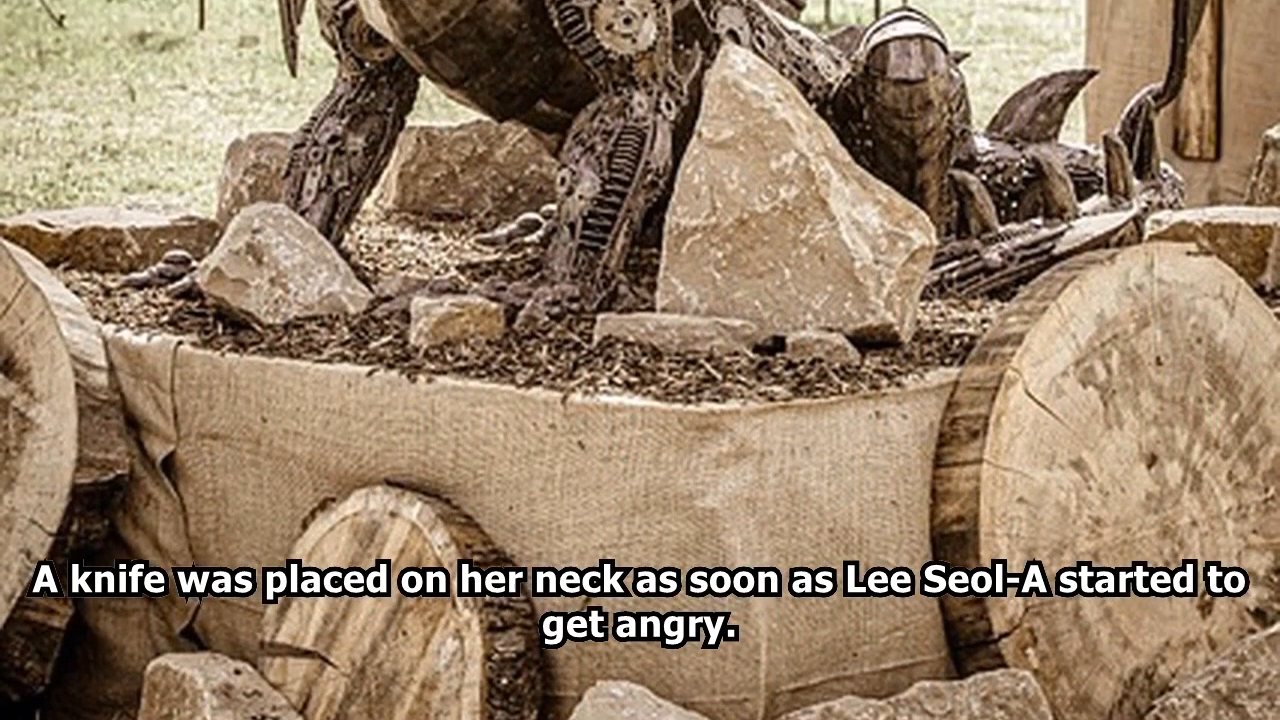 A knife was placed on her neck as soon as Lee Seol-A started to
get angry.